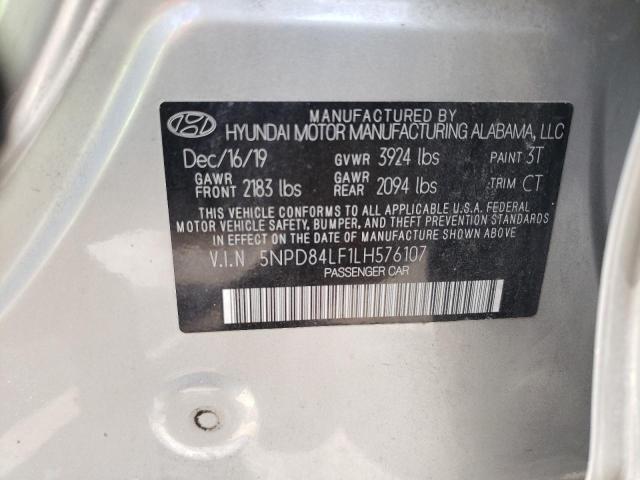 MANUFACTURED BY
HYUNDAI MOTOR MANUFACTURING ALABAMA, LLC
Dec/16/19 GVWR 3924 lbs PAINT 3T
GAWR FRONT 2183 lbs GAWR REAR 2094 lbs TRIM CT
THIS VEHICLE CONFORMS TO ALL APPLICABLE U.S.A. FEDERAL
MOTOR VEHICLE SAFETY, BUMPER, AND THEFT PREVENTION STANDARDS
IN EFFECT ON THE DATE OF MANUFACTURE SHOWN ABOVE.
V.I.N 5NPD84LF1LH576107
PASSENGER CAR